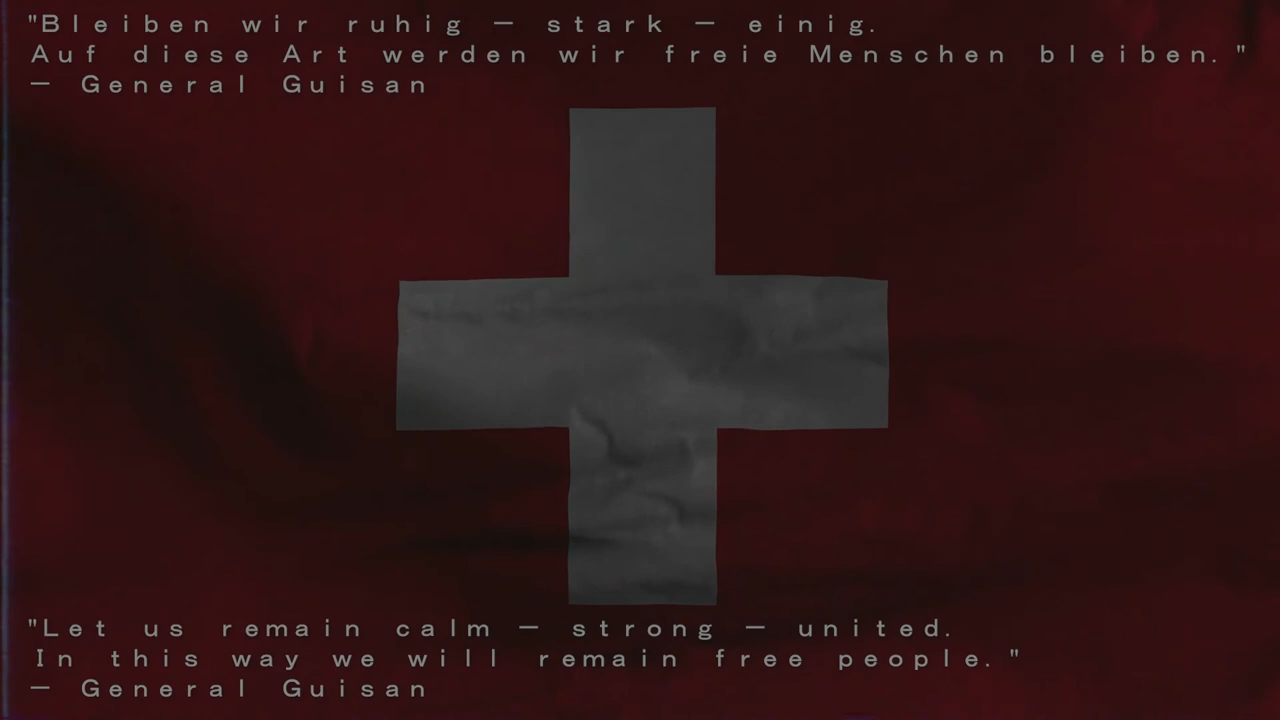 "Bleiben wir ruhig — stark — einig.
Auf diese Art werden wir freie Menschen bleiben."
— General Guisan
"Let us remain calm — strong — united.
In this way we will remain free people."
— General Guisan